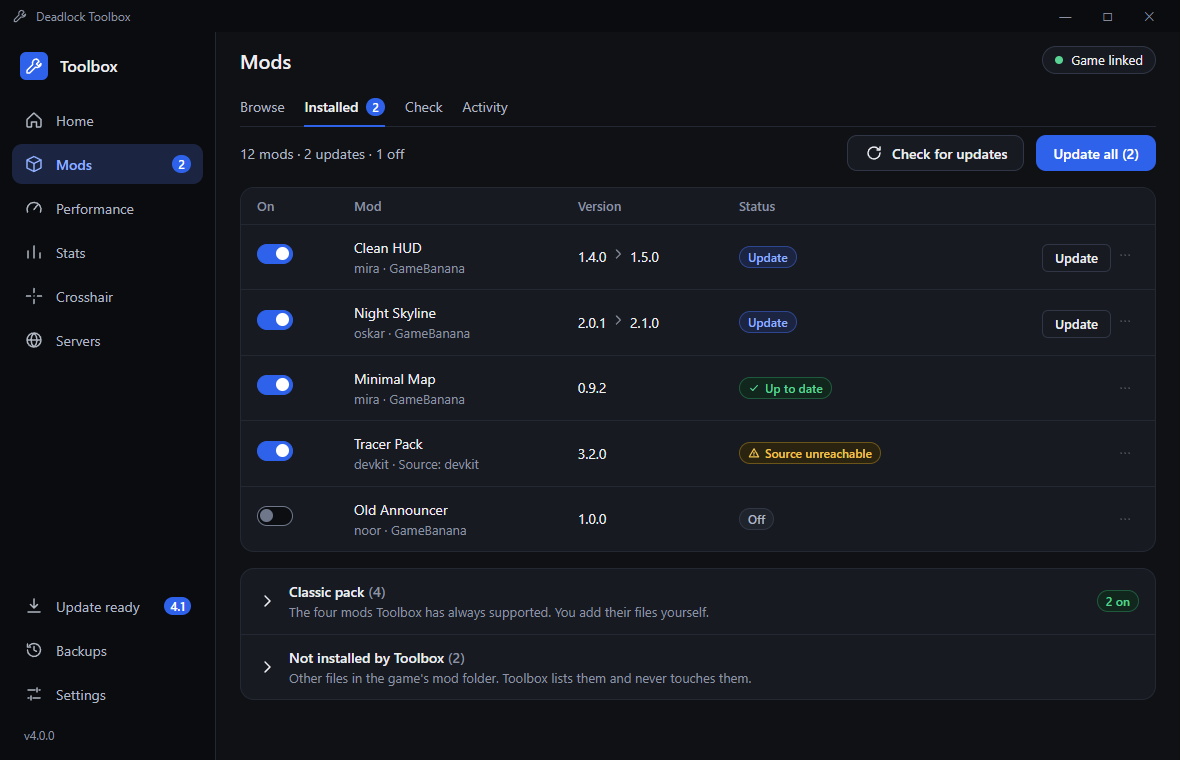 Deadlock Toolbox
Toolbox
Home
Mods 2
Performance
Stats
Crosshair
Servers
Update ready 4.1
Backups
Settings
v4.0.0
Mods
Game linked
Browse Installed 2 Check Activity
12 mods · 2 updates · 1 off
Check for updates
Update all (2)
On Mod Version Status
Clean HUD
mira · GameBanana
1.4.0 > 1.5.0
Update
Update
Night Skyline
oskar · GameBanana
2.0.1 > 2.1.0
Update
Update
Minimal Map
mira · GameBanana
0.9.2
Up to date
Tracer Pack
devkit · Source: devkit
3.2.0
Source unreachable
Old Announcer
noor · GameBanana
1.0.0
Off
Classic pack (4)
The four mods Toolbox has always supported. You add their files yourself.
2 on
Not installed by Toolbox (2)
Other files in the game's mod folder. Toolbox lists them and never touches them.